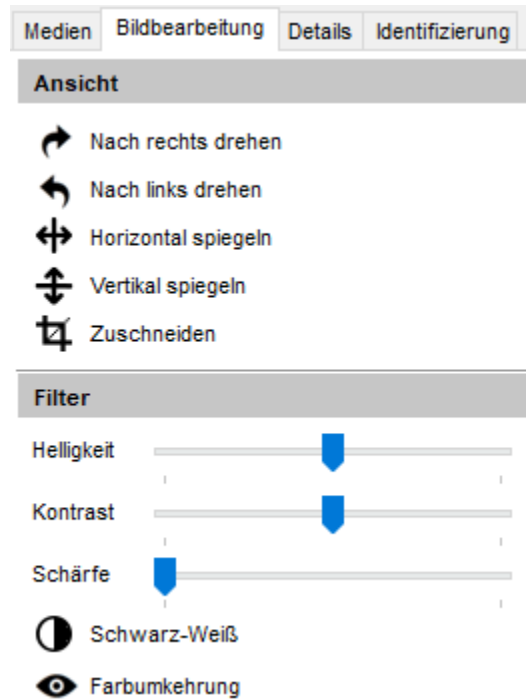 Medien Bildbearbeitung Details Identifizierung
Ansicht
Nach rechts drehen
Nach links drehen
Horizontal spiegeln
Vertikal spiegeln
Zuschneiden
Filter
Helligkeit
Kontrast
Schärfe
Schwarz-Weiß
Farbumkehrung